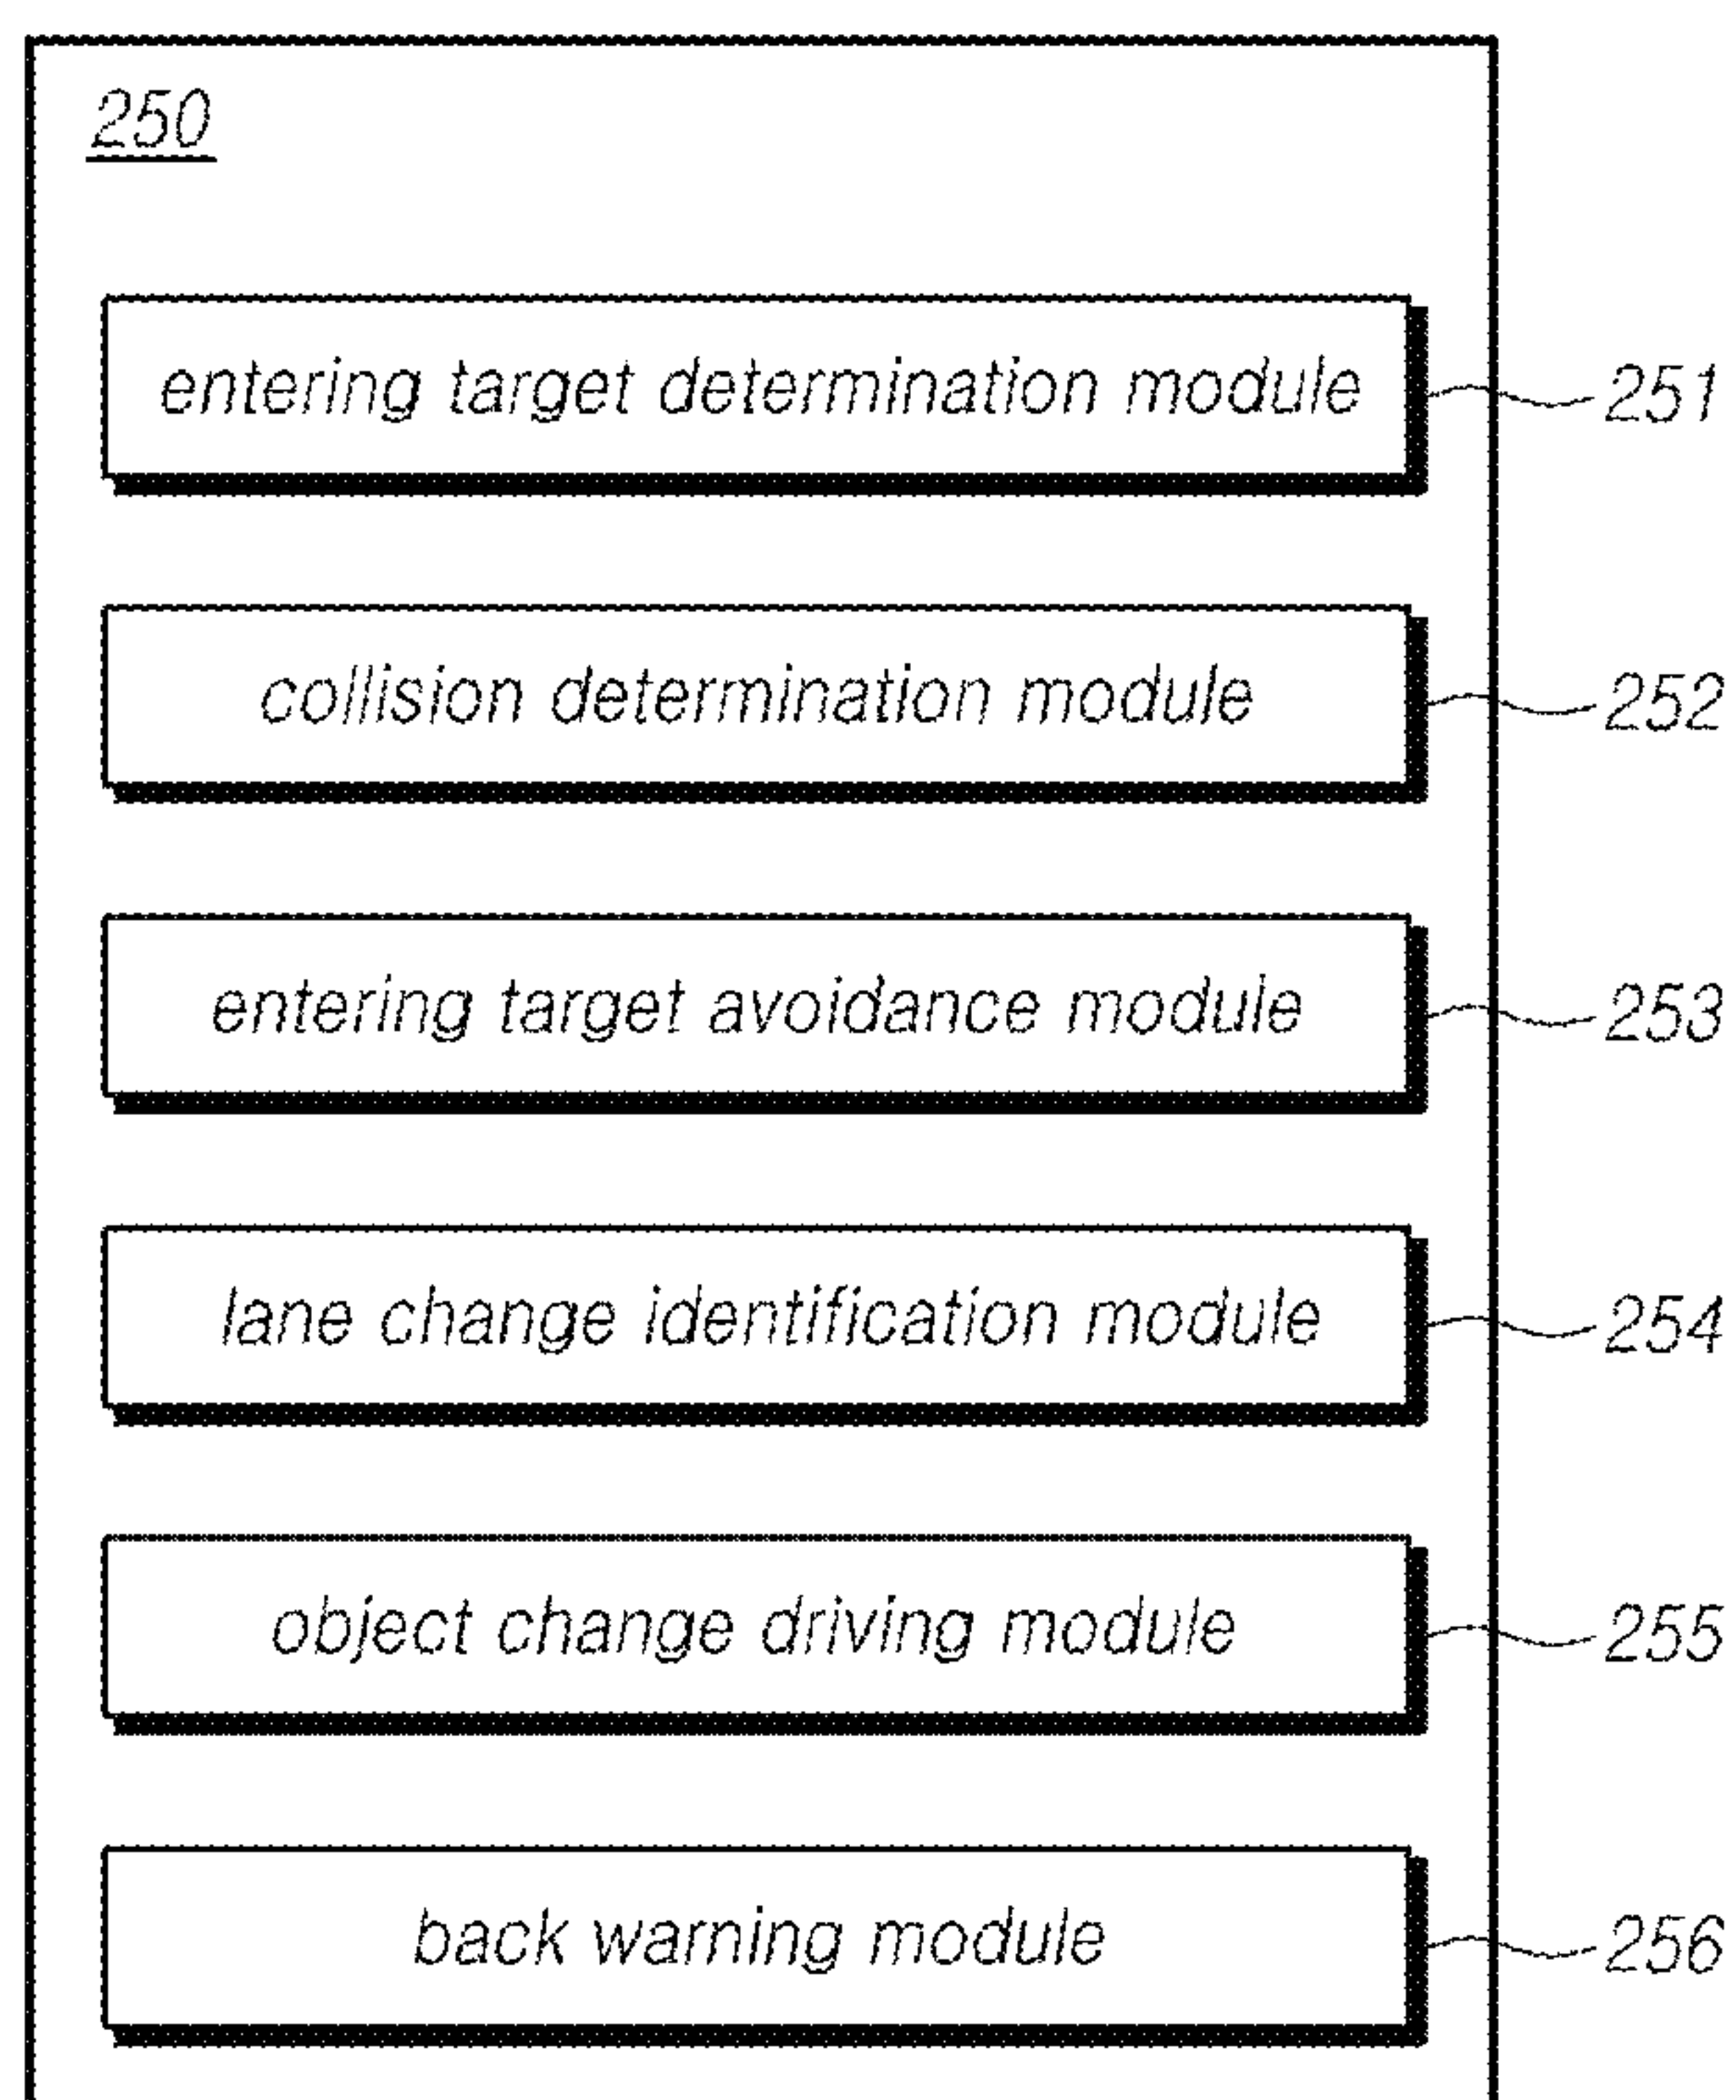 250
entering target determination module 251
collision determination module 252
entering target avoidance module 253
lane change identification module 254
object change driving module 255
back warning module 256